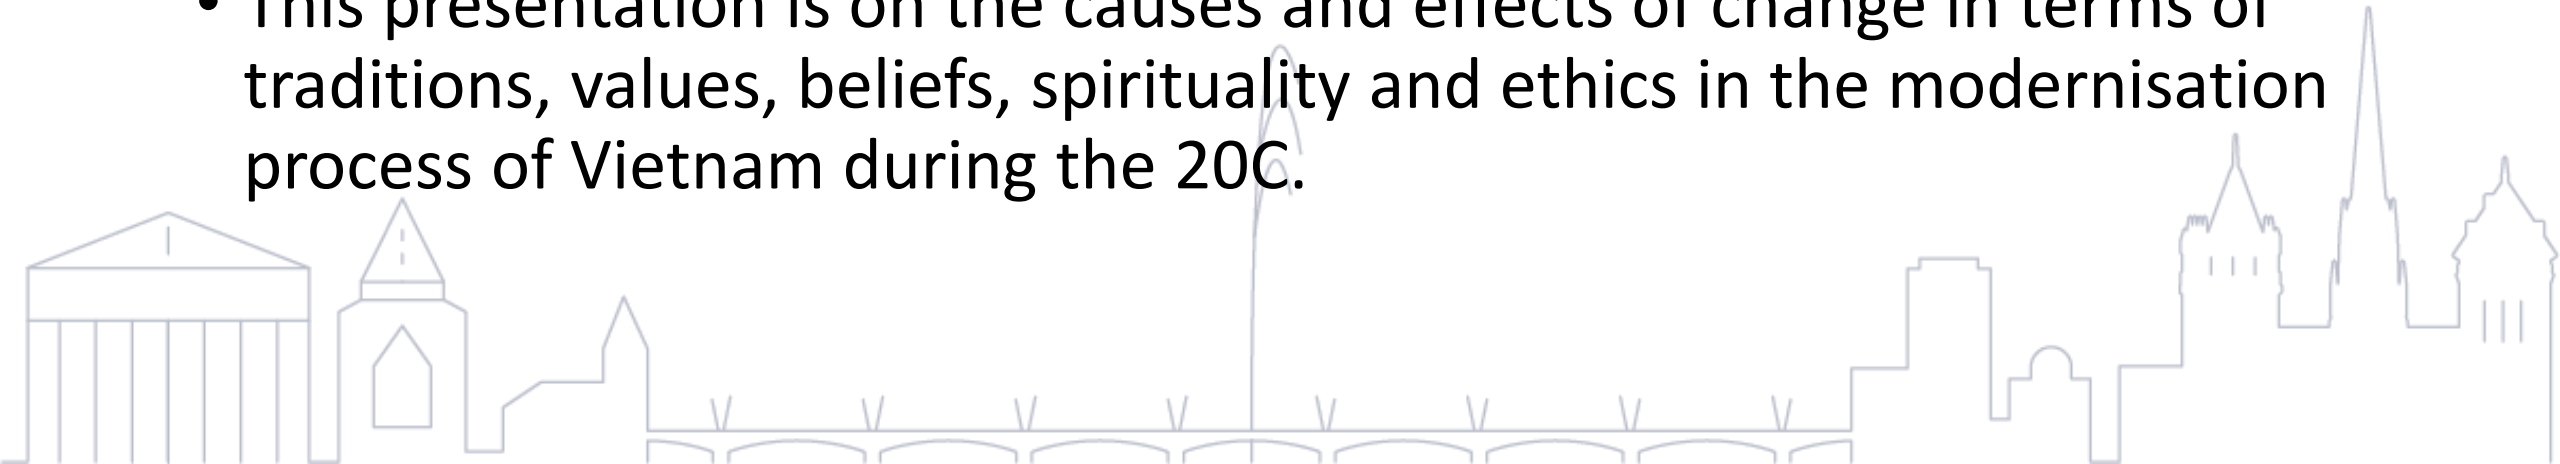 • This presentation is on the causes and effects of change in terms of
traditions, values, beliefs, spirituality and ethics in the modernisation
process of Vietnam during the 20C.